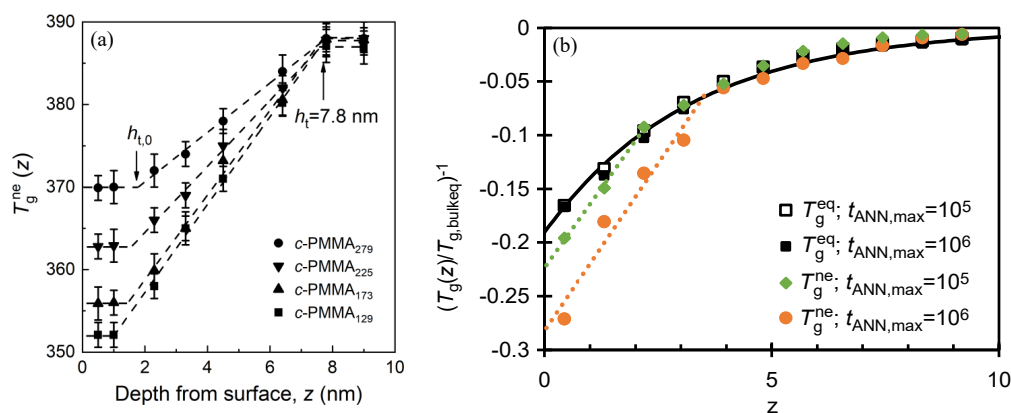 (a)
390
380
370
360
350
T_g^ne (z)
h_t,0
h_t=7.8 nm
c-PMMA_279
c-PMMA_225
c-PMMA_173
c-PMMA_129
0 2 4 6 8 10
Depth from surface, z (nm)
(b)
0
-0.05
-0.1
-0.15
-0.2
-0.25
-0.3
(T_g(z)/T_g,bulkeq)-1
T_g^eq; t_ANN,max=10^5
T_g^eq; t_ANN,max=10^6
T_g^ne; t_ANN,max=10^5
T_g^ne; t_ANN,max=10^6
0 5 10
z